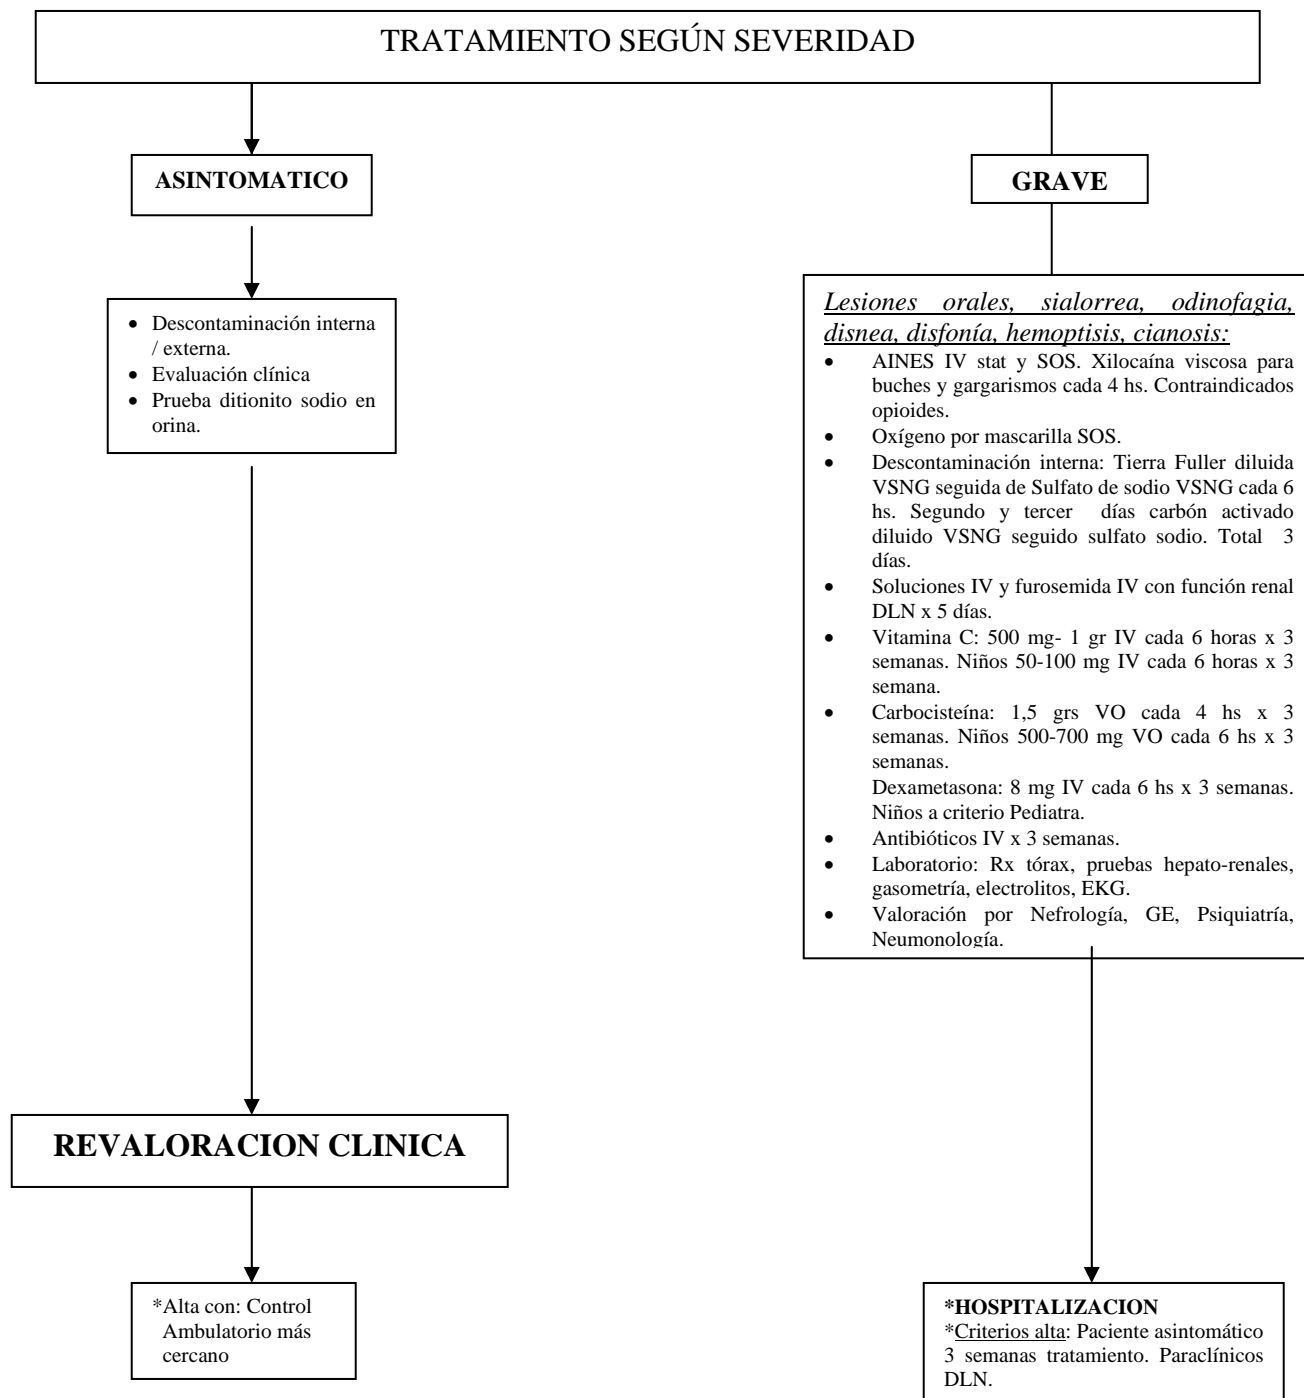 TRATAMIENTO SEGÚN SEVERIDAD
ASINTOMATICO
• Descontaminación interna
/ externa.
• Evaluación clínica
• Prueba ditionito sodio en
orina.
REVALORACION CLINICA
*Alta con: Control
Ambulatorio más
cercano
GRAVE
Lesiones orales, sialorrea, odinofagia,
disnea, disfonía, hemoptisis, cianosis:
• AINES IV stat y SOS. Xilocaína viscosa para
buches y gargarismos cada 4 hs. Contraindicados
opioides.
• Oxígeno por mascarilla SOS.
• Descontaminación interna: Tierra Fuller diluida
VSNG seguida de Sulfato de sodio VSNG cada 6
hs. Segundo y tercer días carbón activado
diluido VSNG seguido sulfato sodio. Total 3
días.
• Soluciones IV y furosemida IV con función renal
DLN x 5 días.
• Vitamina C: 500 mg- 1 gr IV cada 6 horas x 3
semanas. Niños 50-100 mg IV cada 6 horas x 3
semana.
• Carbocisteína: 1,5 grs VO cada 4 hs x 3
semanas. Niños 500-700 mg VO cada 6 hs x 3
semanas.
Dexametasona: 8 mg IV cada 6 hs x 3 semanas.
Niños a criterio Pediatra.
• Antibióticos IV x 3 semanas.
• Laboratorio: Rx tórax, pruebas hepato-renales,
gasometría, electrolitos, EKG.
• Valoración por Nefrología, GE, Psiquiatría,
Neumonología.
*HOSPITALIZACION
*Criterios alta: Paciente asintomático
3 semanas tratamiento. Paraclínicos
DLN.